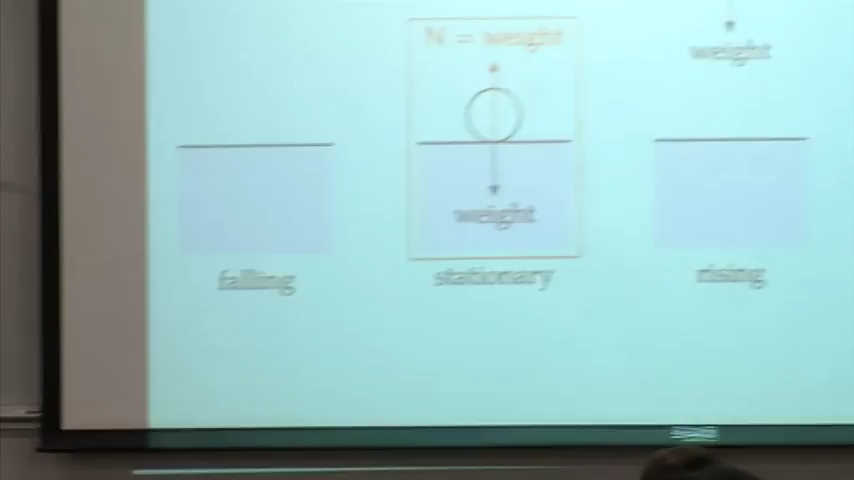 N = weight
weight
weight
falling
stationary
rising